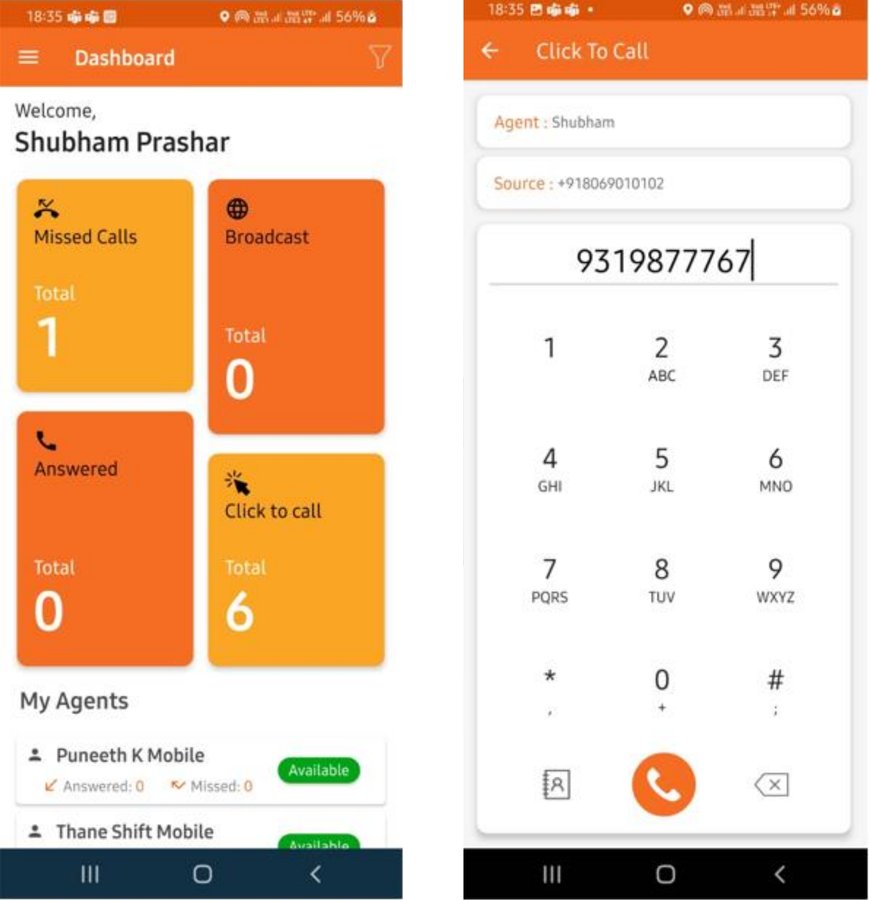 18:35
56%
Dashboard
Welcome,
Shubham Prashar
Missed Calls
Total
1
Broadcast
Total
0
Answered
Total
0
Click to call
Total
6
My Agents
Puneeth K Mobile
Answered: 0 Missed: 0
Available
Thane Shift Mobile
Available
18:35
56%
Click To Call
Agent : Shubham
Source : +918069010102
9319877767
1 2 3
ABC DEF
4 5 6
GHI JKL MNO
7 8 9
PQRS TUV WXYZ
* 0 #
, + ;